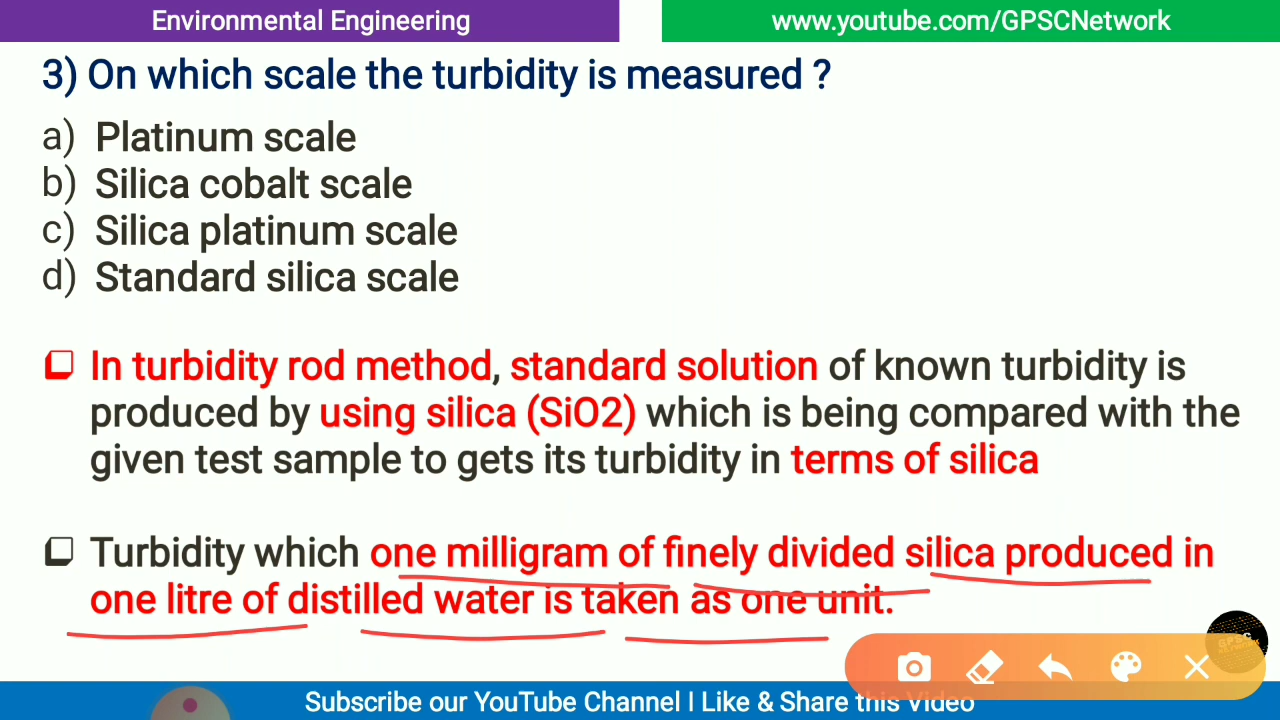 Environmental Engineering
www.youtube.com/GPSCNetwork
3) On which scale the turbidity is measured ?
a) Platinum scale
b) Silica cobalt scale
c) Silica platinum scale
d) Standard silica scale
In turbidity rod method, standard solution of known turbidity is
produced by using silica (SiO2) which is being compared with the
given test sample to gets its turbidity in terms of silica
Turbidity which one milligram of finely divided silica produced in
one litre of distilled water is taken as one unit.
GPSC
Subscribe our YouTube Channel l Like & Share this Video